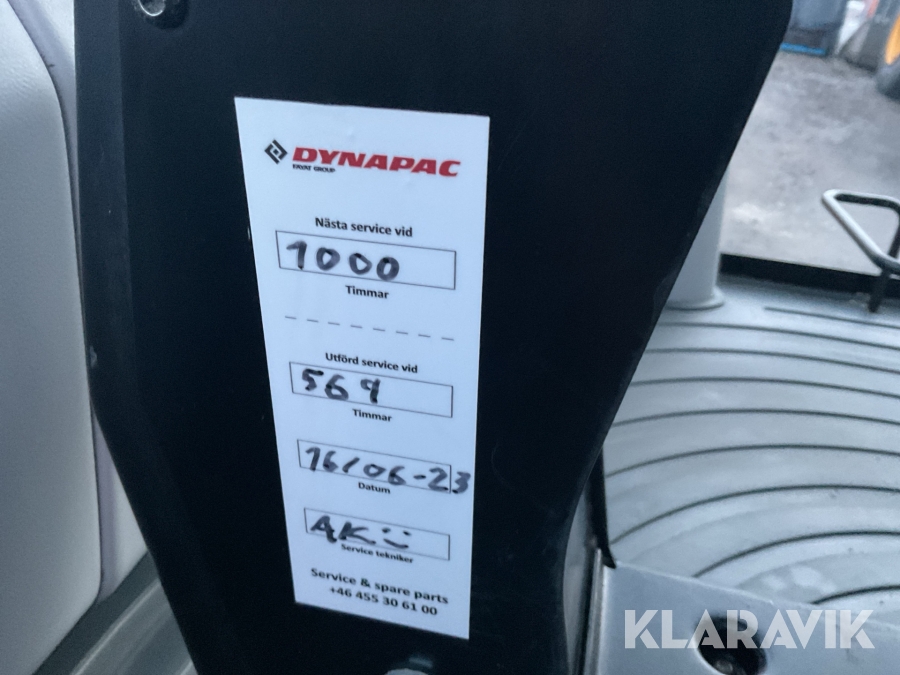 DYNAPAC
FAYAT GROUP
Nästa service vid
1000
Timmar
Utförd service vid
569
Timmar
16/06-23
Datum
AK
Service tekniker
Service & spare parts
+46 455 30 61 00
KLARAVIK